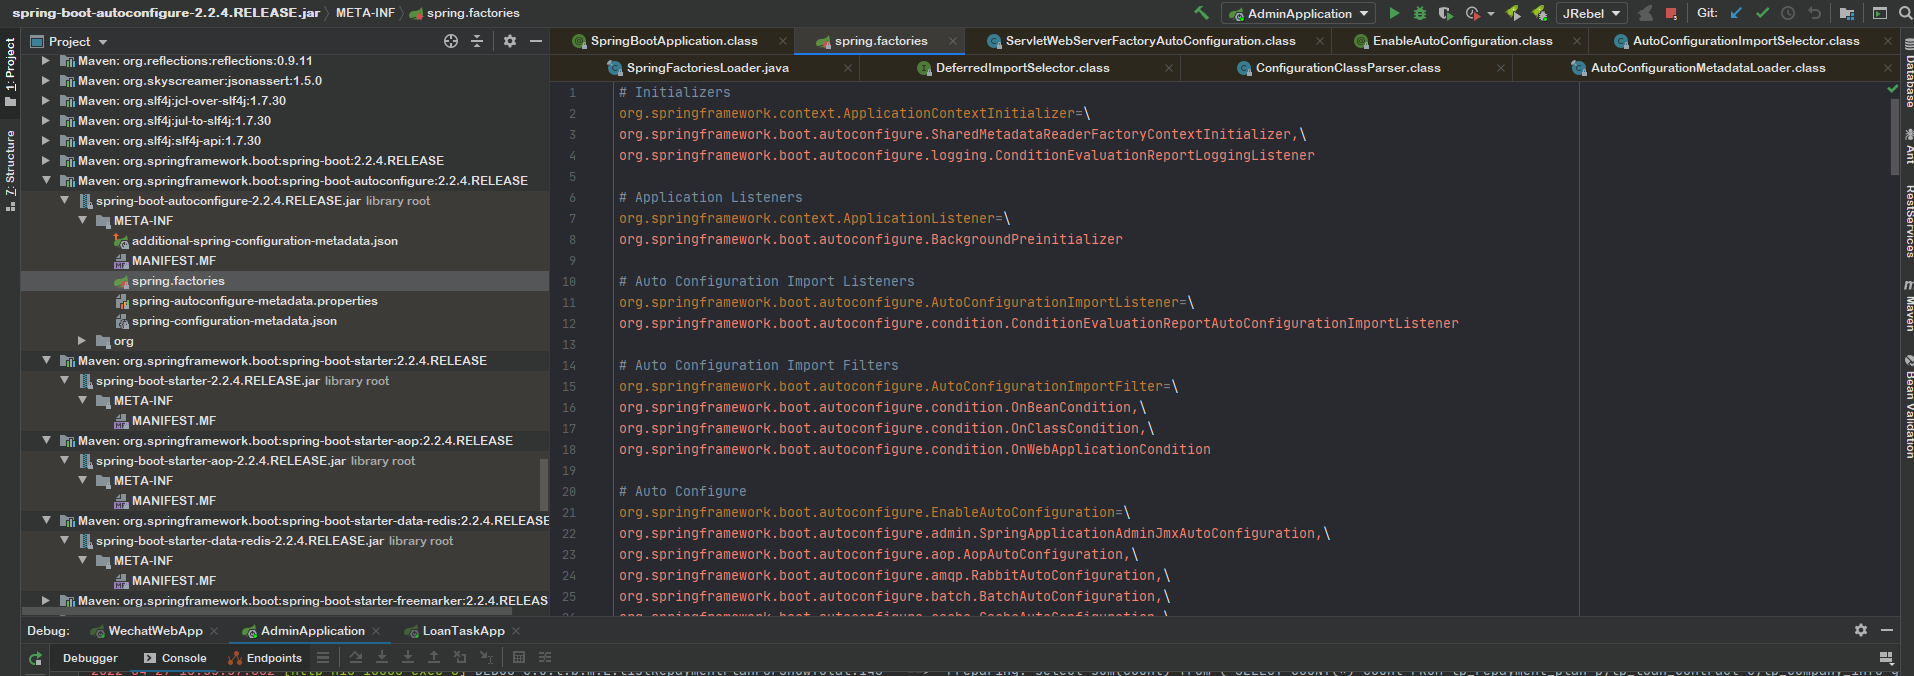 spring-boot-autoconfigure-2.2.4.RELEASE.jar META-INF spring.factories
AdminApplication
JRebel
Git:
1: Project
7: Structure
Project
Maven: org.reflections:reflections:0.9.11
Maven: org.skyscreamer:jsonassert:1.5.0
Maven: org.slf4j:jcl-over-slf4j:1.7.30
Maven: org.slf4j:jul-to-slf4j:1.7.30
Maven: org.slf4j:slf4j-api:1.7.30
Maven: org.springframework.boot:spring-boot:2.2.4.RELEASE
Maven: org.springframework.boot:spring-boot-autoconfigure:2.2.4.RELEASE
spring-boot-autoconfigure-2.2.4.RELEASE.jar library root
META-INF
additional-spring-configuration-metadata.json
MANIFEST.MF
spring.factories
spring-autoconfigure-metadata.properties
spring-configuration-metadata.json
org
Maven: org.springframework.boot:spring-boot-starter:2.2.4.RELEASE
spring-boot-starter-2.2.4.RELEASE.jar library root
META-INF
MANIFEST.MF
Maven: org.springframework.boot:spring-boot-starter-aop:2.2.4.RELEASE
spring-boot-starter-aop-2.2.4.RELEASE.jar library root
META-INF
MANIFEST.MF
Maven: org.springframework.boot:spring-boot-starter-data-redis:2.2.4.RELEASE
spring-boot-starter-data-redis-2.2.4.RELEASE.jar library root
META-INF
MANIFEST.MF
Maven: org.springframework.boot:spring-boot-starter-freemarker:2.2.4.RELEAS
SpringBootApplication.class spring.factories ServletWebServerFactoryAutoConfiguration.class EnableAutoConfiguration.class AutoConfigurationImportSelector.class
SpringFactoriesLoader.java DeferredImportSelector.class ConfigurationClassParser.class AutoConfigurationMetadataLoader.class
1 # Initializers
2 org.springframework.context.ApplicationContextInitializer=\
3 org.springframework.boot.autoconfigure.SharedMetadataReaderFactoryContextInitializer,\
4 org.springframework.boot.autoconfigure.logging.ConditionEvaluationReportLoggingListener
5
6 # Application Listeners
7 org.springframework.context.ApplicationListener=\
8 org.springframework.boot.autoconfigure.BackgroundPreinitializer
9
10 # Auto Configuration Import Listeners
11 org.springframework.boot.autoconfigure.AutoConfigurationImportListener=\
12 org.springframework.boot.autoconfigure.condition.ConditionEvaluationReportAutoConfigurationImportListener
13
14 # Auto Configuration Import Filters
15 org.springframework.boot.autoconfigure.AutoConfigurationImportFilter=\
16 org.springframework.boot.autoconfigure.condition.OnBeanCondition,\
17 org.springframework.boot.autoconfigure.condition.OnClassCondition,\
18 org.springframework.boot.autoconfigure.condition.OnWebApplicationCondition
19
20 # Auto Configure
21 org.springframework.boot.autoconfigure.EnableAutoConfiguration=\
22 org.springframework.boot.autoconfigure.admin.SpringApplicationAdminJmxAutoConfiguration,\
23 org.springframework.boot.autoconfigure.aop.AopAutoConfiguration,\
24 org.springframework.boot.autoconfigure.amqp.RabbitAutoConfiguration,\
25 org.springframework.boot.autoconfigure.batch.BatchAutoConfiguration,\
Database
Ant
RestServices
Maven
Bean Validation
Debug: WechatWebApp AdminApplication LoanTaskApp
Debugger Console Endpoints